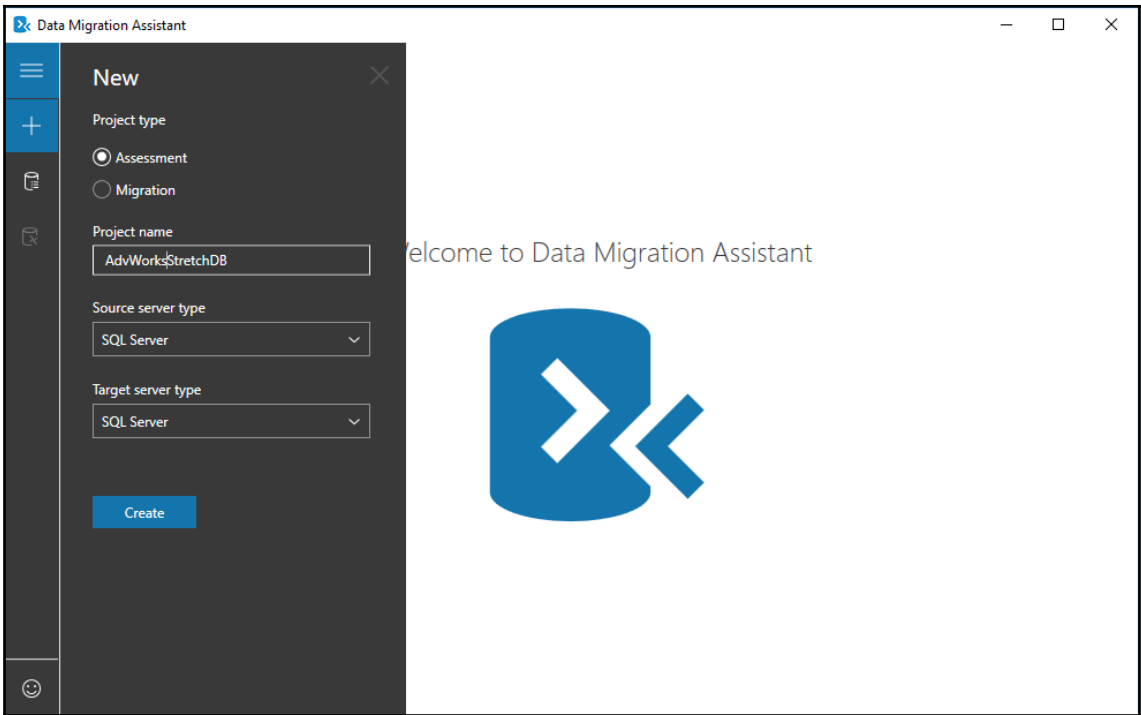 Data Migration Assistant
New
Project type
Assessment
Migration
Project name
AdvWorksStretchDB
elcome to Data Migration Assistant
Source server type
SQL Server
Target server type
SQL Server
Create